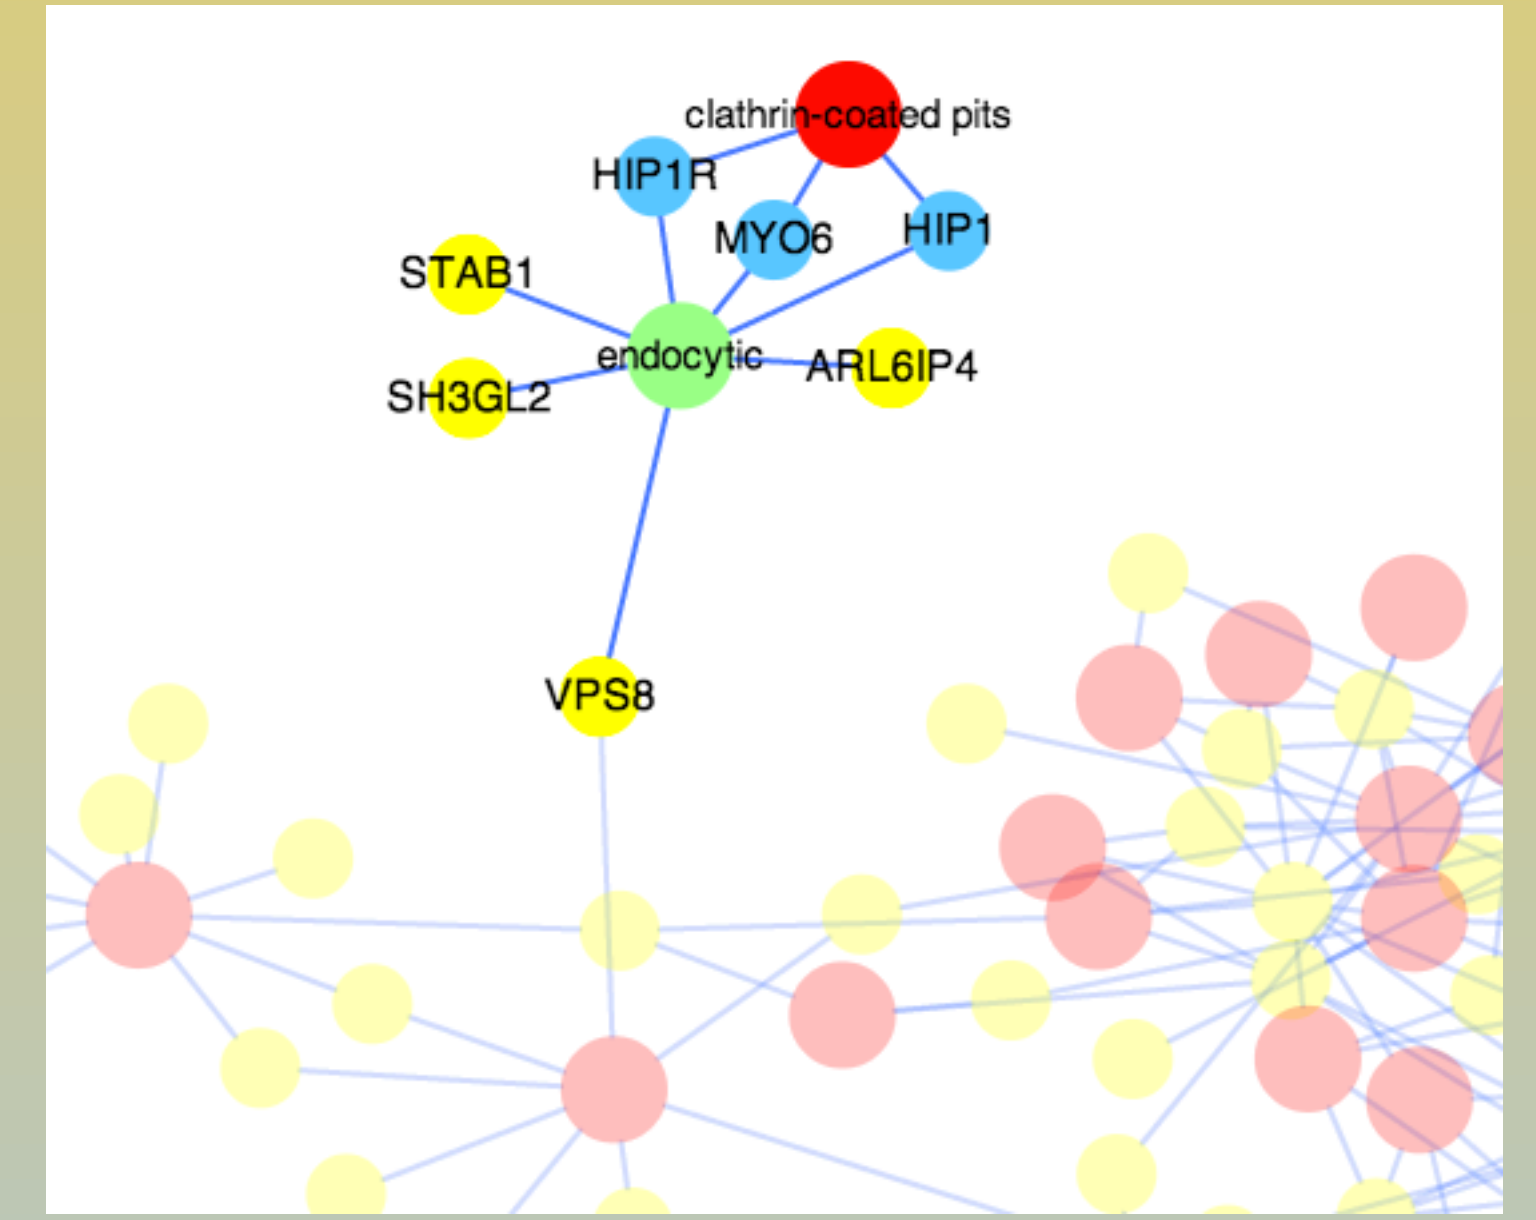 clathrin-coated pits
HIP1R
MYO6
HIP1
STAB1
endocytic
ARL6IP4
SH3GL2
VPS8